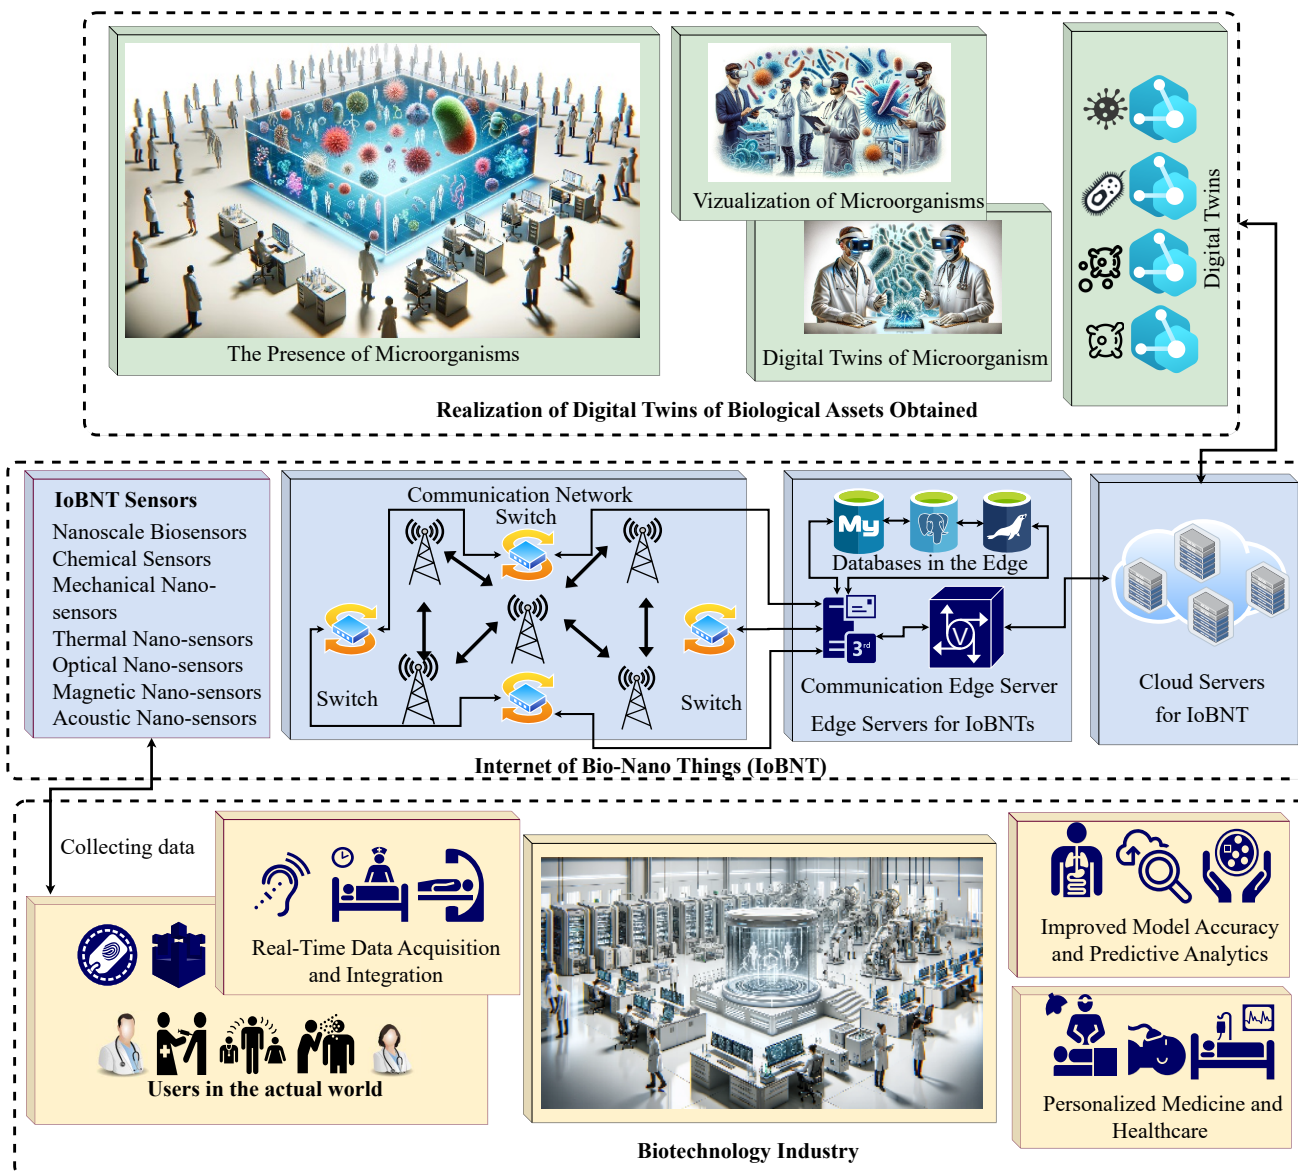 Vizualization of Microorganisms
The Presence of Microorganisms
Digital Twins of Microorganism
Digital Twins
Realization of Digital Twins of Biological Assets Obtained
IoBNT Sensors
Nanoscale Biosensors
Chemical Sensors
Mechanical Nano-
sensors
Thermal Nano-sensors
Optical Nano-sensors
Magnetic Nano-sensors
Acoustic Nano-sensors
Communication Network
Switch
Switch
Switch
My
Databases in the Edge
3rd
V
Communication Edge Server
Edge Servers for IoBNTs
Cloud Servers
for IoBNT
Internet of Bio-Nano Things (IoBNT)
Collecting data
Real-Time Data Acquisition
and Integration
Users in the actual world
Improved Model Accuracy
and Predictive Analytics
Personalized Medicine and
Healthcare
Biotechnology Industry